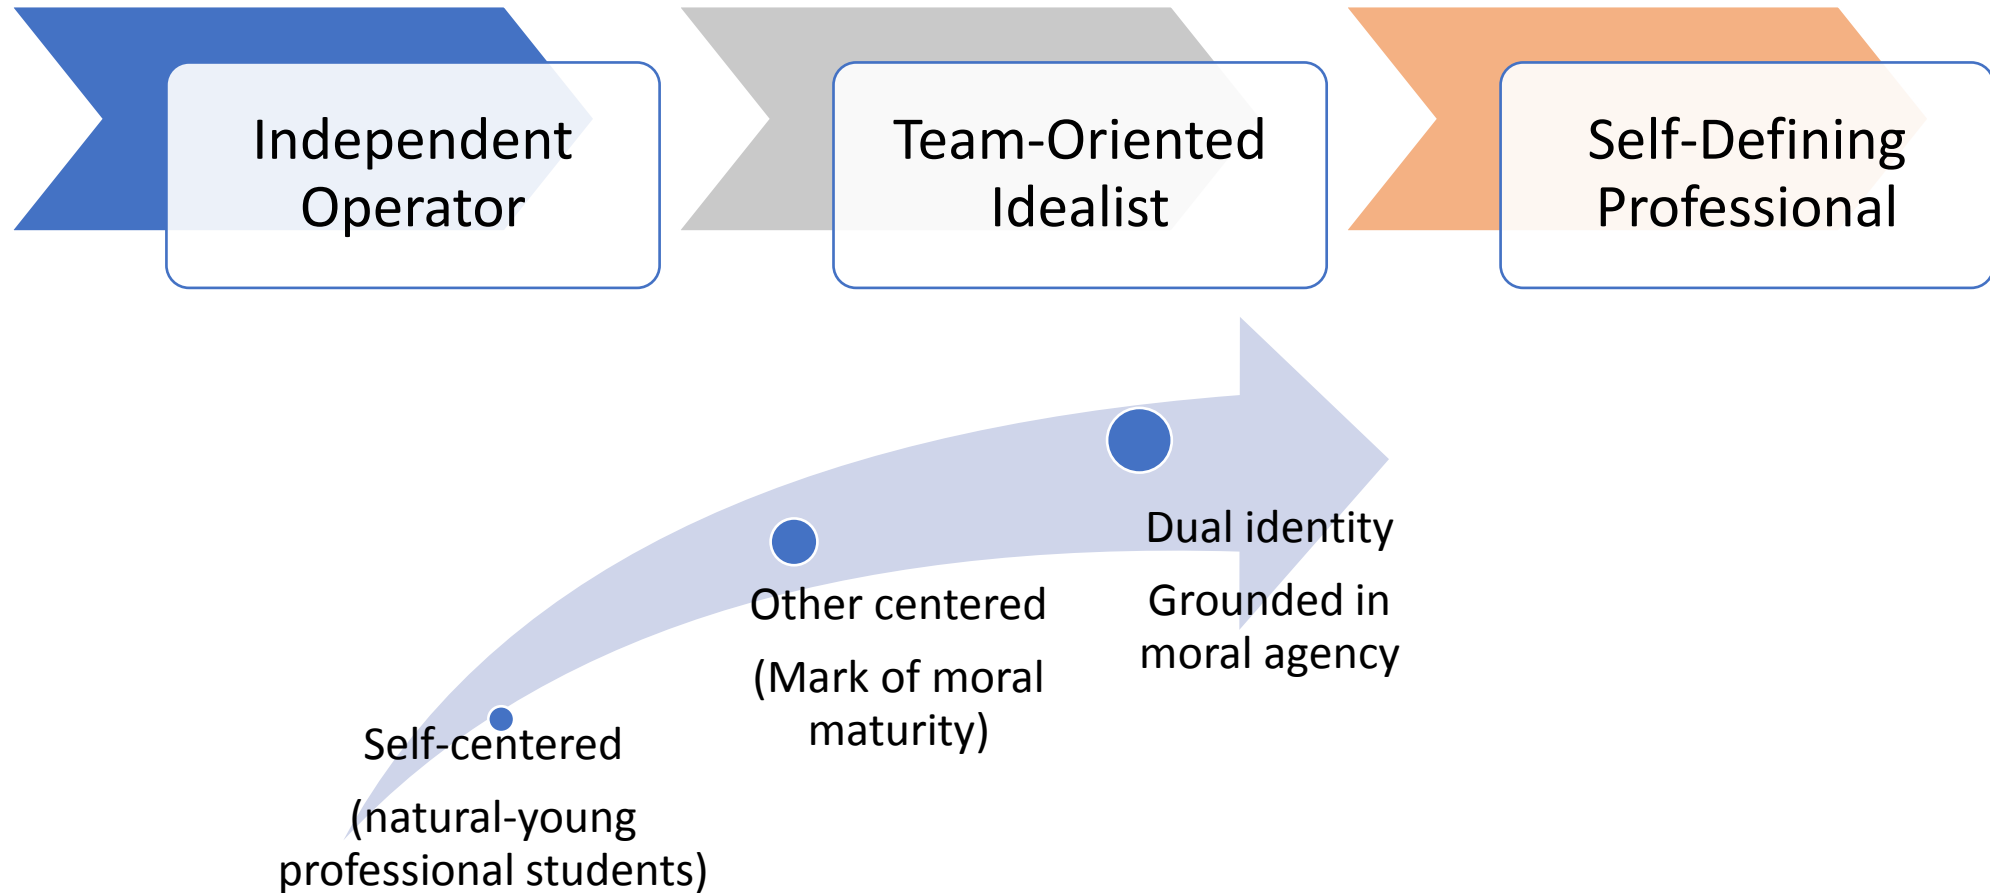 Independent
Operator
Team-Oriented
Idealist
Self-Defining
Professional
Self-centered
(natural-young
professional students)
Other centered
(Mark of moral
maturity)
Dual identity
Grounded in
moral agency